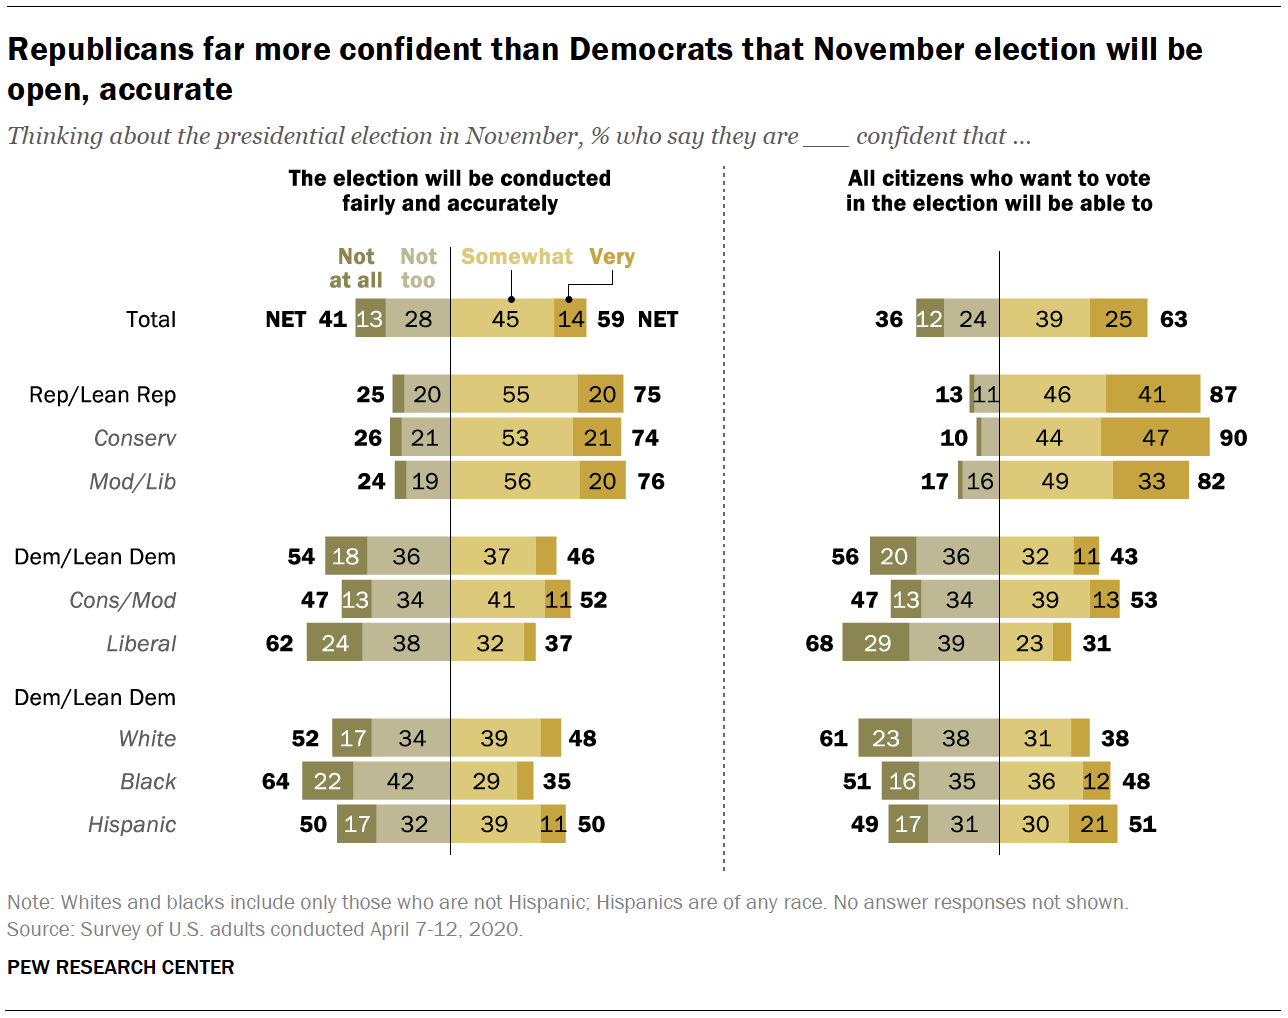 Republicans far more confident than Democrats that November election will be
open, accurate
Thinking about the presidential election in November, % who say they are ___ confident that ...
The election will be conducted
fairly and accurately
All citizens who want to vote
in the election will be able to
Not
at all
Not
too
Somewhat
Very
Total NET 41 13 28 45 14 59 NET 36 12 24 39 25 63
Rep/Lean Rep 25 20 55 20 75 13 11 46 41 87
Conserv 26 21 53 21 74 10 44 47 90
Mod/Lib 24 19 56 20 76 17 16 49 33 82
Dem/Lean Dem 54 18 36 37 46 56 20 36 32 11 43
Cons/Mod 47 13 34 41 11 52 47 13 34 39 13 53
Liberal 62 24 38 32 37 68 29 39 23 31
Dem/Lean Dem
White 52 17 34 39 48 61 23 38 31 38
Black 64 22 42 29 35 51 16 35 36 12 48
Hispanic 50 17 32 39 11 50 49 17 31 30 21 51
Note: Whites and blacks include only those who are not Hispanic; Hispanics are of any race. No answer responses not shown.
Source: Survey of U.S. adults conducted April 7-12, 2020.
PEW RESEARCH CENTER